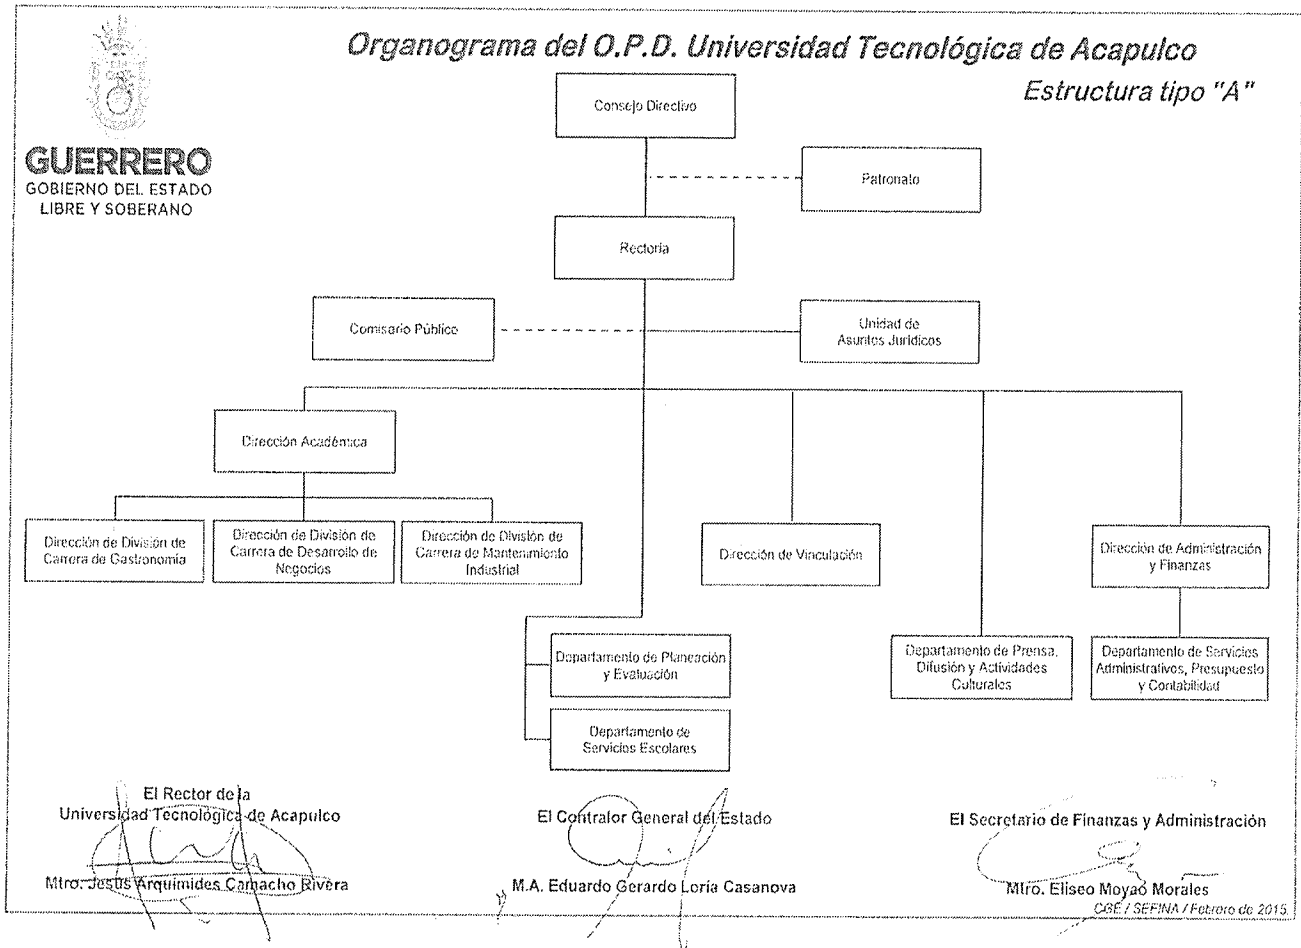 Organograma del O.P.D. Universidad Tecnológica de Acapulco
Estructura tipo "A"
GUERRERO
GOBIERNO DEL ESTADO
LIBRE Y SOBERANO
Consejo Directivo
Patronato
Rectoría
Comisario Público
Unidad de
Asuntos Jurídicos
Dirección Académica
Dirección de División de
Carrera de Gastronomía
Dirección de División de
Carrera de Desarrollo de
Negocios
Dirección de División de
Carrera de Mantenimiento
Industrial
Dirección de Vinculación
Dirección de Administración
y Finanzas
Departamento de Planeación
y Evaluación
Departamento de Prensa,
Difusión y Actividades
Culturales
Departamento de Servicios
Administrativos, Presupuesto
y Contabilidad
Departamento de
Servicios Escolares
El Rector de la
Universidad Tecnológica de Acapulco
Mtro. Jesús Arquímides Camacho Rivera
El Contralor General del Estado
M.A. Eduardo Gerardo Loría Casanova
El Secretario de Finanzas y Administración
Mtro. Eliseo Moyao Morales
CGE / SEFINA / Febrero de 2015.